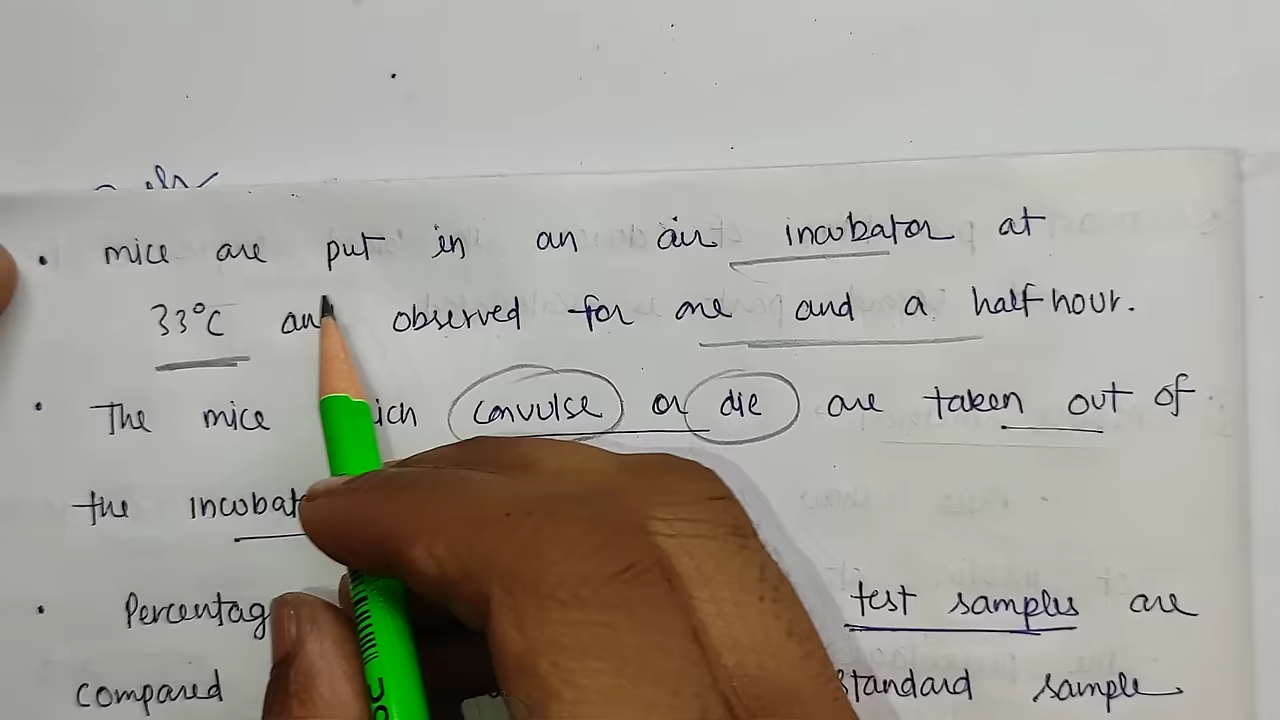 • mice are put in an air incubator at
33°C an observed for one and a half hour.
• The mice ich convulse or die are taken out of
the incubat
• Percentag test samples are
compared standard sample